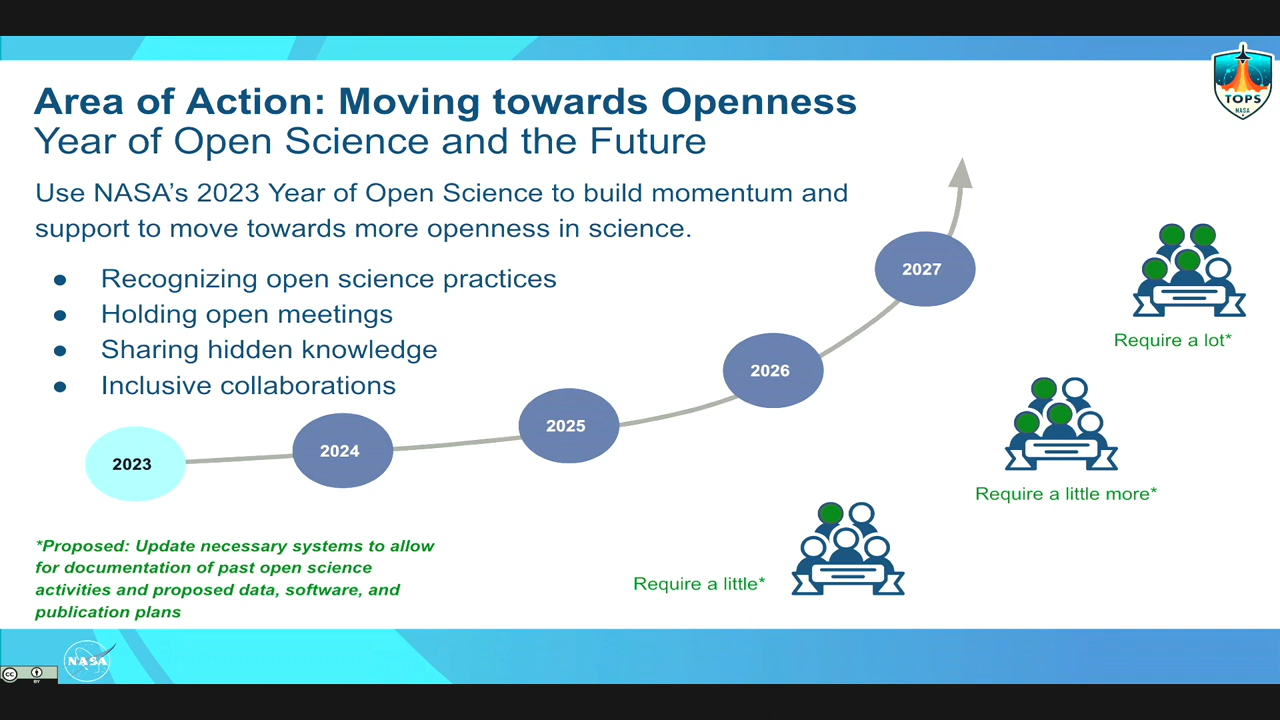 Area of Action: Moving towards Openness
Year of Open Science and the Future
Use NASA's 2023 Year of Open Science to build momentum and
support to move towards more openness in science.
● Recognizing open science practices
● Holding open meetings
● Sharing hidden knowledge
● Inclusive collaborations
2023
2024
2025
2026
2027
Require a lot*
Require a little more*
Require a little*
*Proposed: Update necessary systems to allow
for documentation of past open science
activities and proposed data, software, and
publication plans
TOPS
NASA
NASA
cc
BY